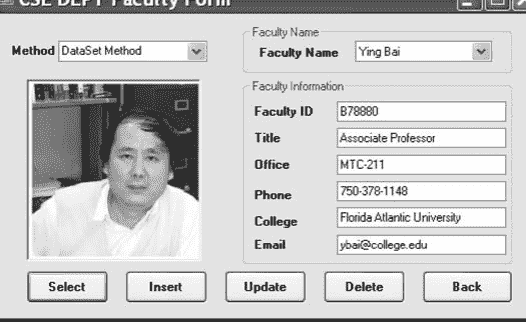 CSE DEPT Faculty Form
Method DataSet Method
Faculty Name
Faculty Name Ying Bai
Faculty Information
Faculty ID B78880
Title Associate Professor
Office MTC-211
Phone 750-378-1148
College Florida Atlantic University
Email ybai@college.edu
Select Insert Update Delete Back